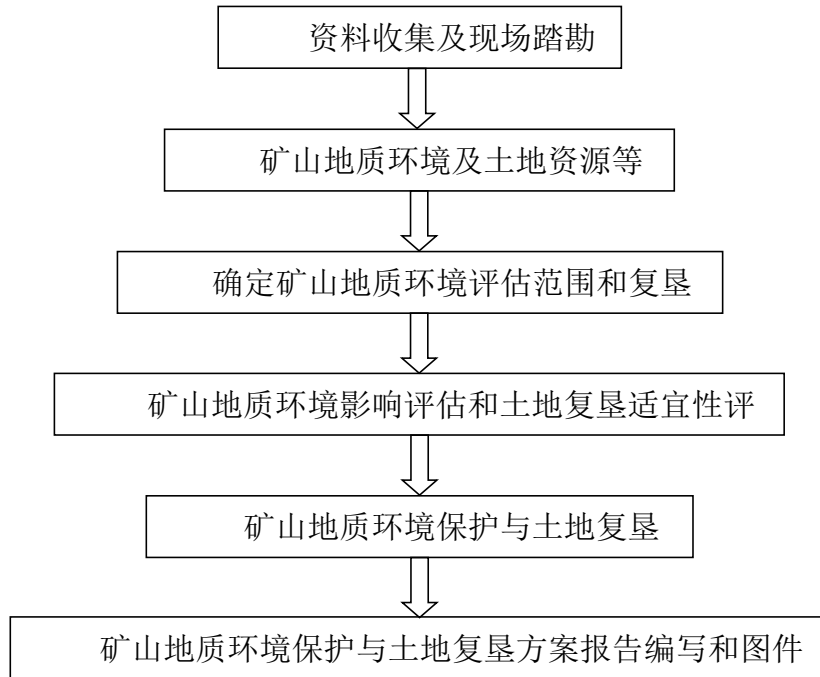 资料收集及现场踏勘
矿山地质环境及土地资源等
确定矿山地质环境评估范围和复垦
矿山地质环境影响评估和土地复垦适宜性评
矿山地质环境保护与土地复垦
矿山地质环境保护与土地复垦方案报告编写和图件